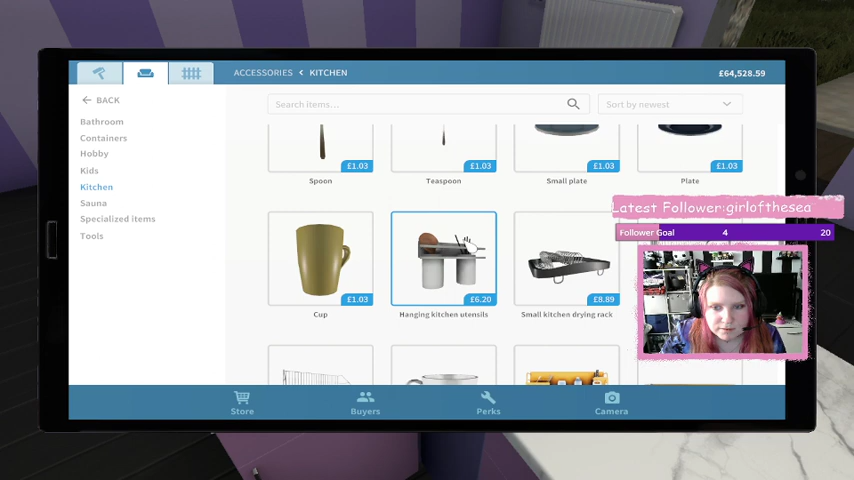 ACCESSORIES < KITCHEN
£64,528.59
← BACK
Search items...
Sort by newest
Bathroom
Containers
Hobby
Kids
Kitchen
Sauna
Specialized items
Tools
£1.03
£1.03
£1.03
£1.03
Spoon
Teaspoon
Small plate
Plate
Latest Follower:girlofthesea
Follower Goal
4
20
£1.03
£6.20
£8.89
Cup
Hanging kitchen utensils
Small kitchen drying rack
Store
Buyers
Perks
Camera